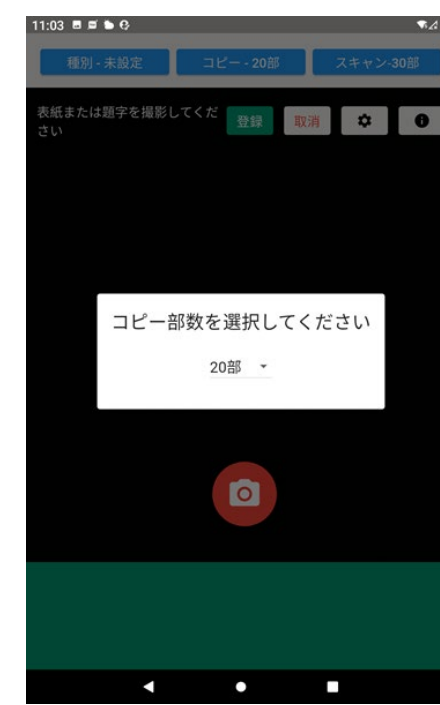 11:03
種別 - 未設定
コピー - 20部
スキャン-30部
表紙または題字を撮影してくだ
さい
登録
取消
コピー部数を選択してください
20部